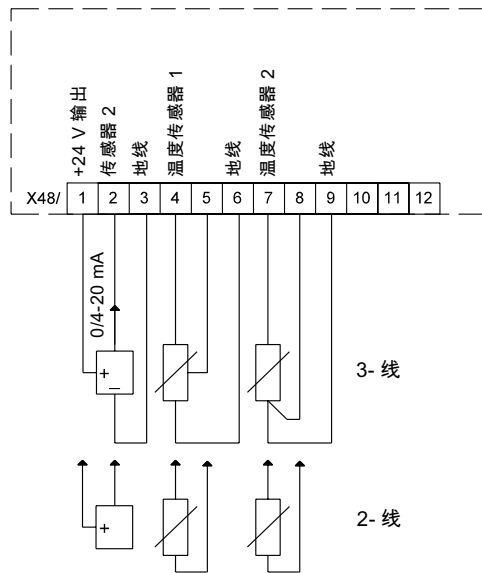 +24 V 输出
传感器 2
地线
温度传感器 1
地线
温度传感器 2
地线
X48/ 1 2 3 4 5 6 7 8 9 10 11 12
0/4-20 mA
+
–
3- 线
+
2- 线